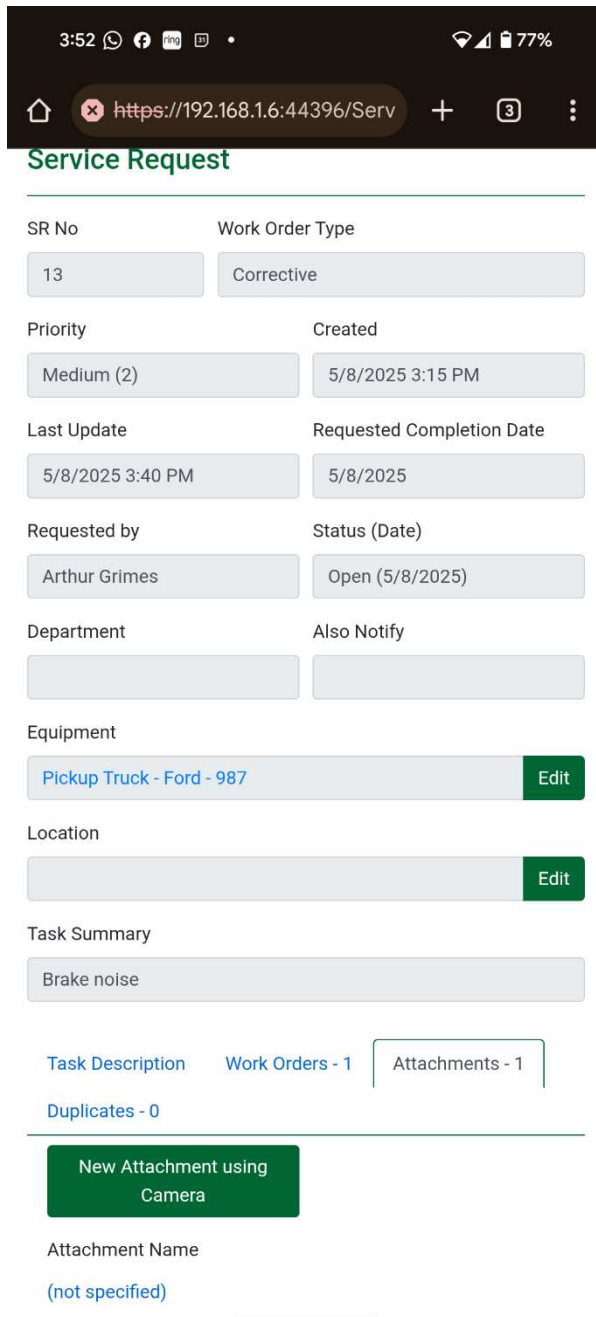 3:52 ring 31 77%
https://192.168.1.6:44396/Serv + 3
Service Request
SR No Work Order Type
13 Corrective
Priority Created
Medium (2) 5/8/2025 3:15 PM
Last Update Requested Completion Date
5/8/2025 3:40 PM 5/8/2025
Requested by Status (Date)
Arthur Grimes Open (5/8/2025)
Department Also Notify
Equipment
Pickup Truck - Ford - 987 Edit
Location
Edit
Task Summary
Brake noise
Task Description Work Orders - 1 Attachments - 1
Duplicates - 0
New Attachment using
Camera
Attachment Name
(not specified)